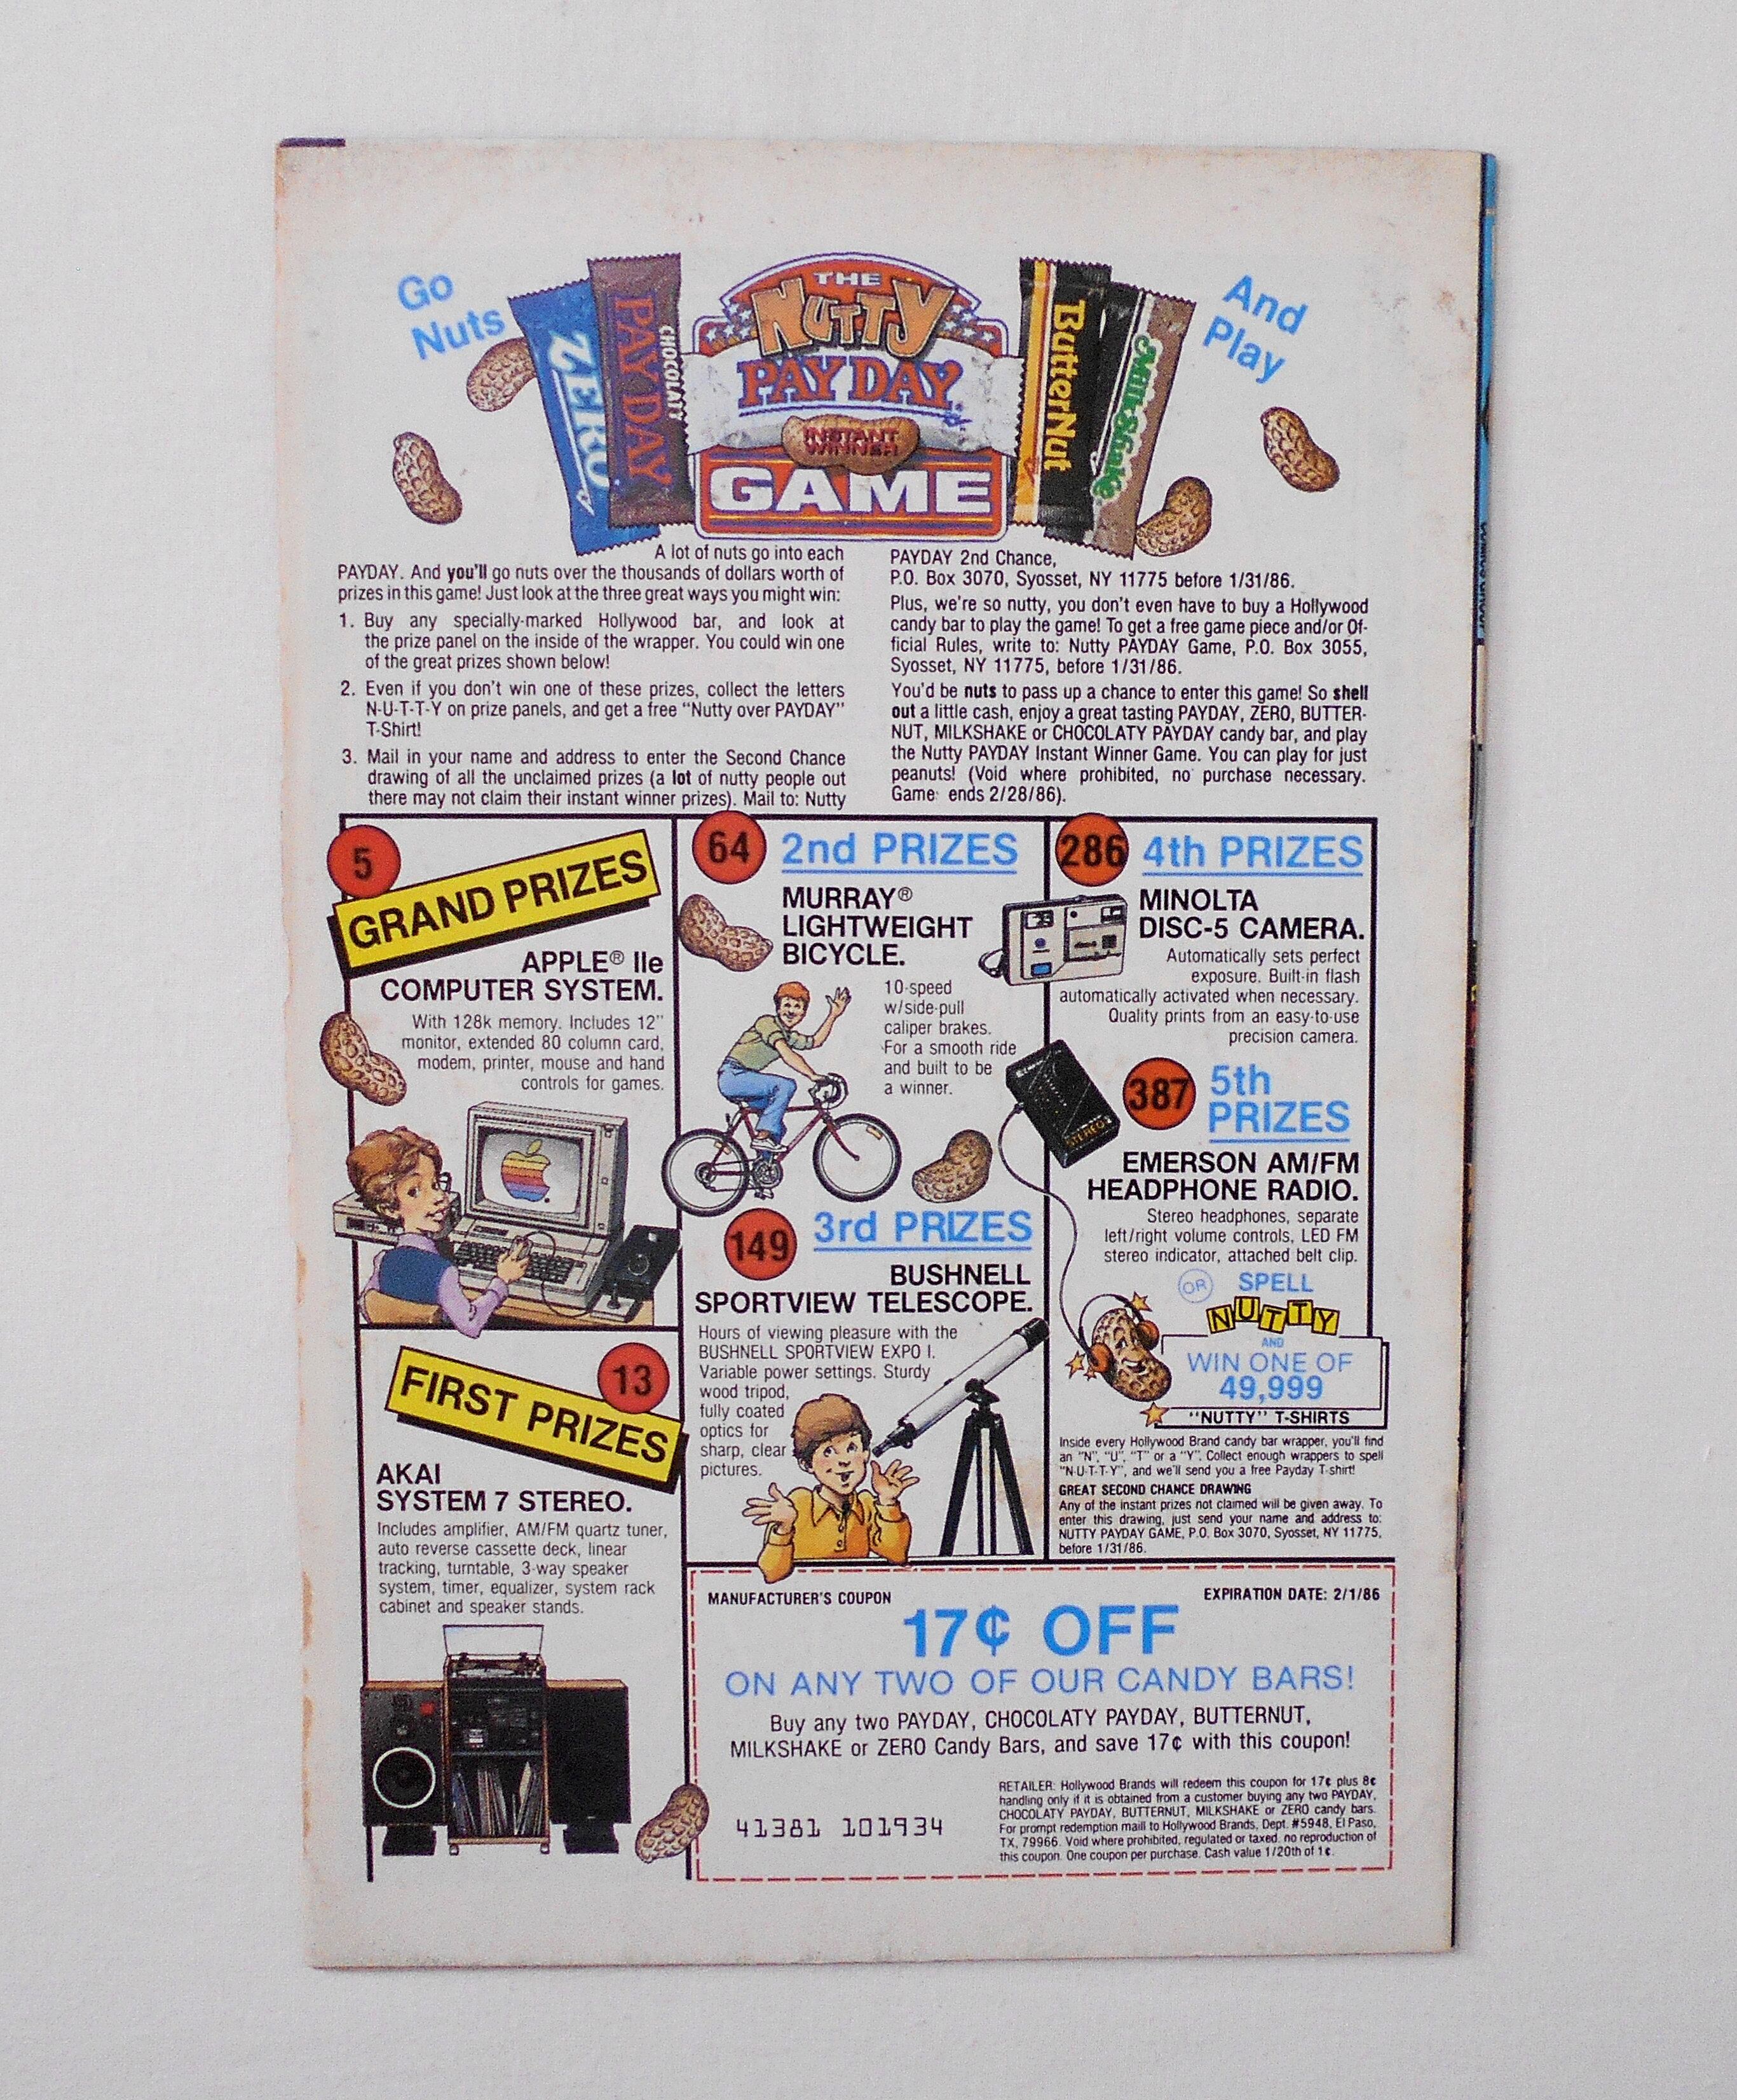 Go
Nuts
ZERO
PAYDAY
CHOCOLATY
THE
NUTTY
PAYDAY
INSTANT
WINNER
GAME
ButterNut
Milk-Shake
And
Play
A lot of nuts go into each
PAYDAY. And you'll go nuts over the thousands of dollars worth of
prizes in this game! Just look at the three great ways you might win:
1. Buy any specially-marked Hollywood bar, and look at
the prize panel on the inside of the wrapper. You could win one
of the great prizes shown below!
2. Even if you don't win one of these prizes, collect the letters
N-U-T-T-Y on prize panels, and get a free "Nutty over PAYDAY"
T-Shirt!
3. Mail in your name and address to enter the Second Chance
drawing of all the unclaimed prizes (a lot of nutty people out
there may not claim their instant winner prizes). Mail to: Nutty
PAYDAY 2nd Chance,
P.O. Box 3070, Syosset, NY 11775 before 1/31/86.
Plus, we're so nutty, you don't even have to buy a Hollywood
candy bar to play the game! To get a free game piece and/or Of-
ficial Rules, write to: Nutty PAYDAY Game, P.O. Box 3055,
Syosset, NY 11775, before 1/31/86.
You'd be nuts to pass up a chance to enter this game! So shell
out a little cash, enjoy a great tasting PAYDAY, ZERO, BUTTER-
NUT, MILKSHAKE or CHOCOLATY PAYDAY candy bar, and play
the Nutty PAYDAY Instant Winner Game. You can play for just
peanuts! (Void where prohibited, no purchase necessary.
Game ends 2/28/86).
5
GRAND PRIZES
APPLE® IIe
COMPUTER SYSTEM.
With 128k memory. Includes 12"
monitor, extended 80 column card,
modem, printer, mouse and hand
controls for games.
13
FIRST PRIZES
AKAI
SYSTEM 7 STEREO.
Includes amplifier, AM/FM quartz tuner,
auto reverse cassette deck, linear
tracking, turntable, 3-way speaker
system, timer, equalizer, system rack
cabinet and speaker stands.
64
2nd PRIZES
MURRAY®
LIGHTWEIGHT
BICYCLE.
10-speed
w/side-pull
caliper brakes.
For a smooth ride
and built to be
a winner.
149
3rd PRIZES
BUSHNELL
SPORTVIEW TELESCOPE.
Hours of viewing pleasure with the
BUSHNELL SPORTVIEW EXPO I.
Variable power settings. Sturdy
wood tripod,
fully coated
optics for
sharp, clear
pictures.
286
4th PRIZES
MINOLTA
DISC-5 CAMERA.
Automatically sets perfect
exposure. Built-in flash
automatically activated when necessary.
Quality prints from an easy-to-use
precision camera.
387
5th
PRIZES
STEREO
EMERSON AM/FM
HEADPHONE RADIO.
Stereo headphones, separate
left/right volume controls, LED FM
stereo indicator, attached belt clip.
OR SPELL
NUTTY
AND
WIN ONE OF
49,999
"NUTTY" T-SHIRTS
Inside every Hollywood Brand candy bar wrapper, you'll find
an "N", "U", "T" or a "Y". Collect enough wrappers to spell
"N-U-T-T-Y", and we'll send you a free Payday T-shirt!
GREAT SECOND CHANCE DRAWING
Any of the instant prizes not claimed will be given away. To
enter this drawing, just send your name and address to:
NUTTY PAYDAY GAME, P.O. Box 3070, Syosset, NY 11775,
before 1/31/86.
MANUFACTURER'S COUPON
EXPIRATION DATE: 2/1/86
17¢ OFF
ON ANY TWO OF OUR CANDY BARS!
Buy any two PAYDAY, CHOCOLATY PAYDAY, BUTTERNUT,
MILKSHAKE or ZERO Candy Bars, and save 17¢ with this coupon!
41381 101934
RETAILER: Hollywood Brands will redeem this coupon for 17¢ plus 8¢
handling only if it is obtained from a customer buying any two PAYDAY,
CHOCOLATY PAYDAY, BUTTERNUT, MILKSHAKE or ZERO candy bars.
For prompt redemption maill to Hollywood Brands, Dept. #5948, El Paso,
TX, 79966. Void where prohibited, regulated or taxed. no reproduction of
this coupon. One coupon per purchase. Cash value 1/20th of 1¢.